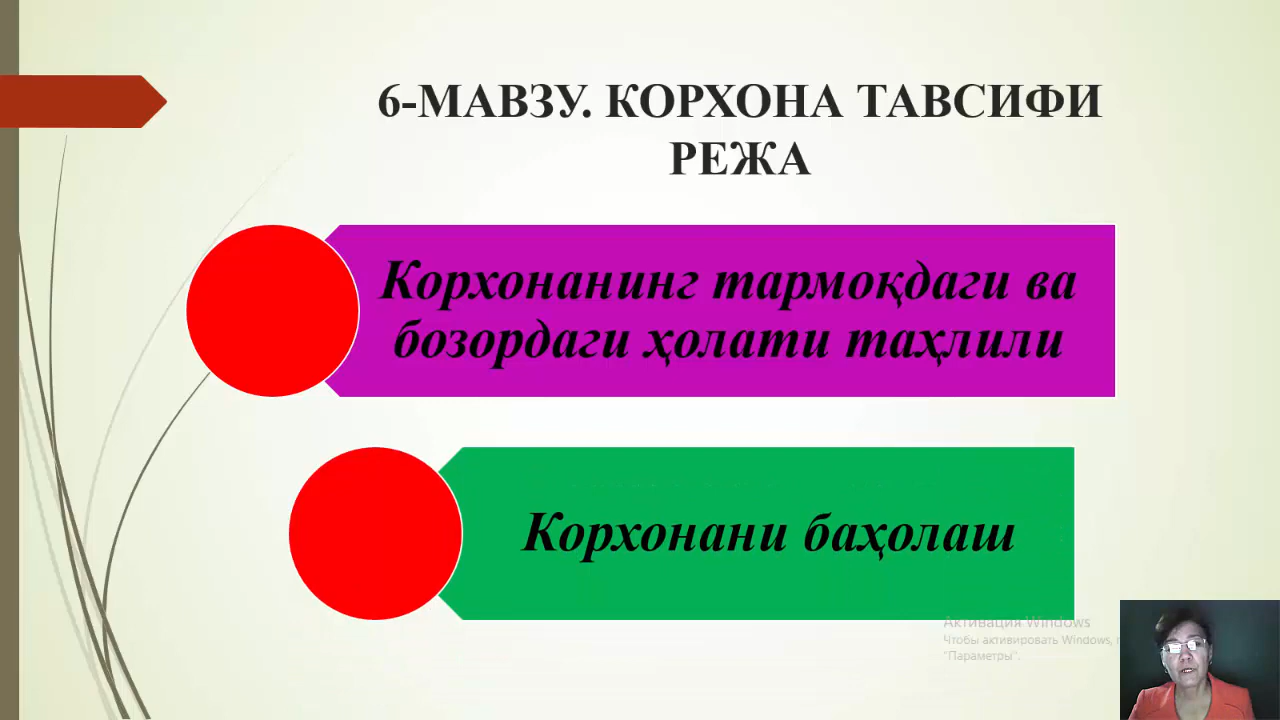 6-МАВЗУ. КОРХОНА ТАВСИФИ
РЕЖА
Корхонанинг тармоқдаги ва
бозордаги ҳолати таҳлили
Корхонани баҳолаш
Активация Windows
Чтобы активировать Windows,
"Параметры".